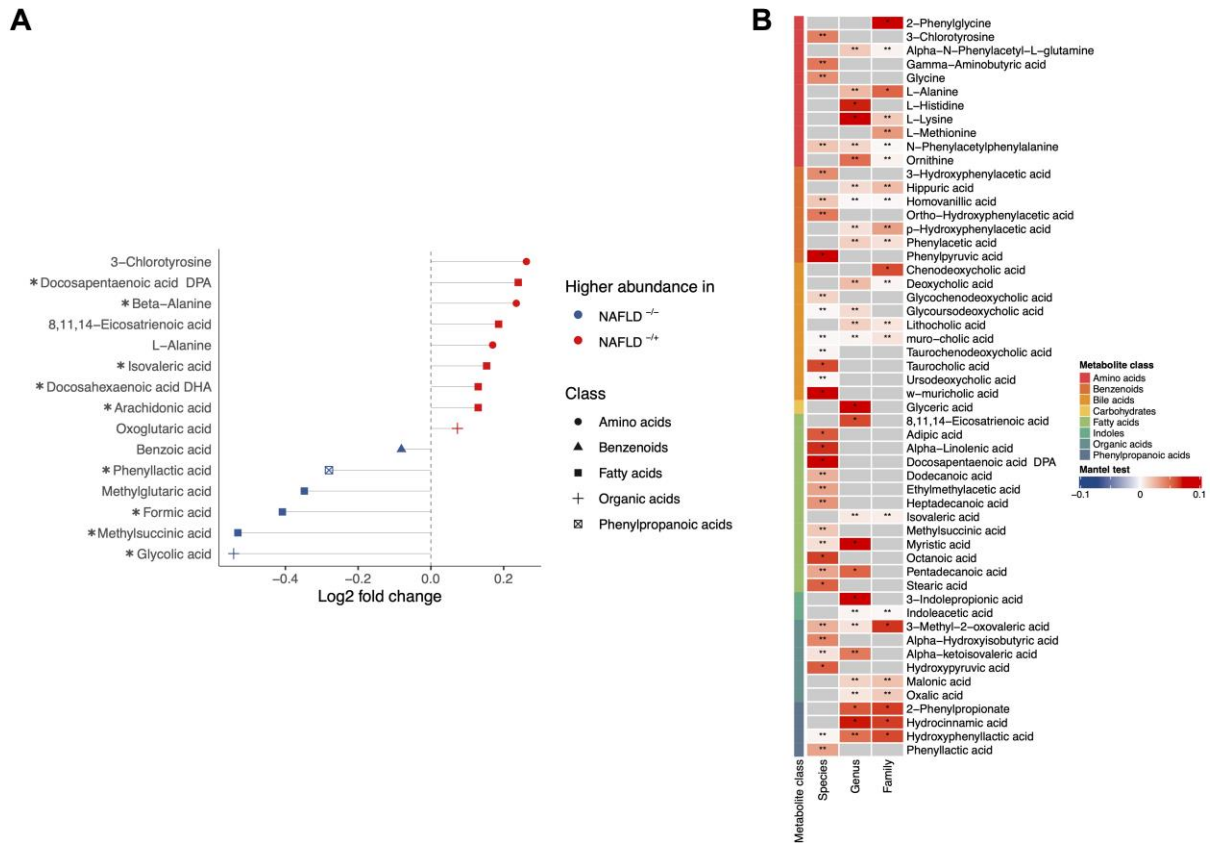 A
3−Chlorotyrosine
*Docosapentaenoic acid  DPA
*Beta−Alanine
8,11,14−Eicosatrienoic acid
L−Alanine
*Isovaleric acid
*Docosahexaenoic acid DHA
*Arachidonic acid
Oxoglutaric acid
Benzoic acid
*Phenyllactic acid
Methylglutaric acid
*Formic acid
*Methylsuccinic acid
*Glycolic acid
−0.4 −0.2 0.0 0.2
Log2 fold change
Higher abundance in
NAFLD −/−
NAFLD −/+
Class
Amino acids
Benzenoids
Fatty acids
Organic acids
Phenylpropanoic acids
B
* 2−Phenylglycine
** 3−Chlorotyrosine
** ** Alpha−N−Phenylacetyl−L−glutamine
** Gamma−Aminobutyric acid
** Glycine
** * L−Alanine
* L−Histidine
* ** L−Lysine
** L−Methionine
** ** ** N−Phenylacetylphenylalanine
** ** Ornithine
** 3−Hydroxyphenylacetic acid
** ** Hippuric acid
** ** ** Homovanillic acid
** Ortho−Hydroxyphenylacetic acid
** ** p−Hydroxyphenylacetic acid
** ** Phenylacetic acid
* Phenylpyruvic acid
* Chenodeoxycholic acid
** ** Deoxycholic acid
** Glycochenodeoxycholic acid
** ** Glycoursodeoxycholic acid
** ** Lithocholic acid
** ** ** muro−cholic acid
** Taurochenodeoxycholic acid
* Taurocholic acid
** Ursodeoxycholic acid
* w−muricholic acid
* Glyceric acid
* 8,11,14−Eicosatrienoic acid
* Adipic acid
* Alpha−Linolenic acid
* Docosapentaenoic acid  DPA
** Dodecanoic acid
** Ethylmethylacetic acid
** Heptadecanoic acid
** ** Isovaleric acid
** Methylsuccinic acid
** * Myristic acid
* Octanoic acid
** * Pentadecanoic acid
* Stearic acid
* 3−Indolepropionic acid
** ** Indoleacetic acid
** ** * 3−Methyl−2−oxovaleric acid
** Alpha−Hydroxyisobutyric acid
** ** Alpha−ketoisovaleric acid
* Hydroxypyruvic acid
** ** Malonic acid
** ** Oxalic acid
* * 2−Phenylpropionate
* * Hydrocinnamic acid
** ** * Hydroxyphenyllactic acid
** Phenyllactic acid
Metabolite class
Species
Genus
Family
Metabolite class
Amino acids
Benzenoids
Bile acids
Carbohydrates
Fatty acids
Indoles
Organic acids
Phenylpropanoic acids
Mantel test
−0.1 0 0.1